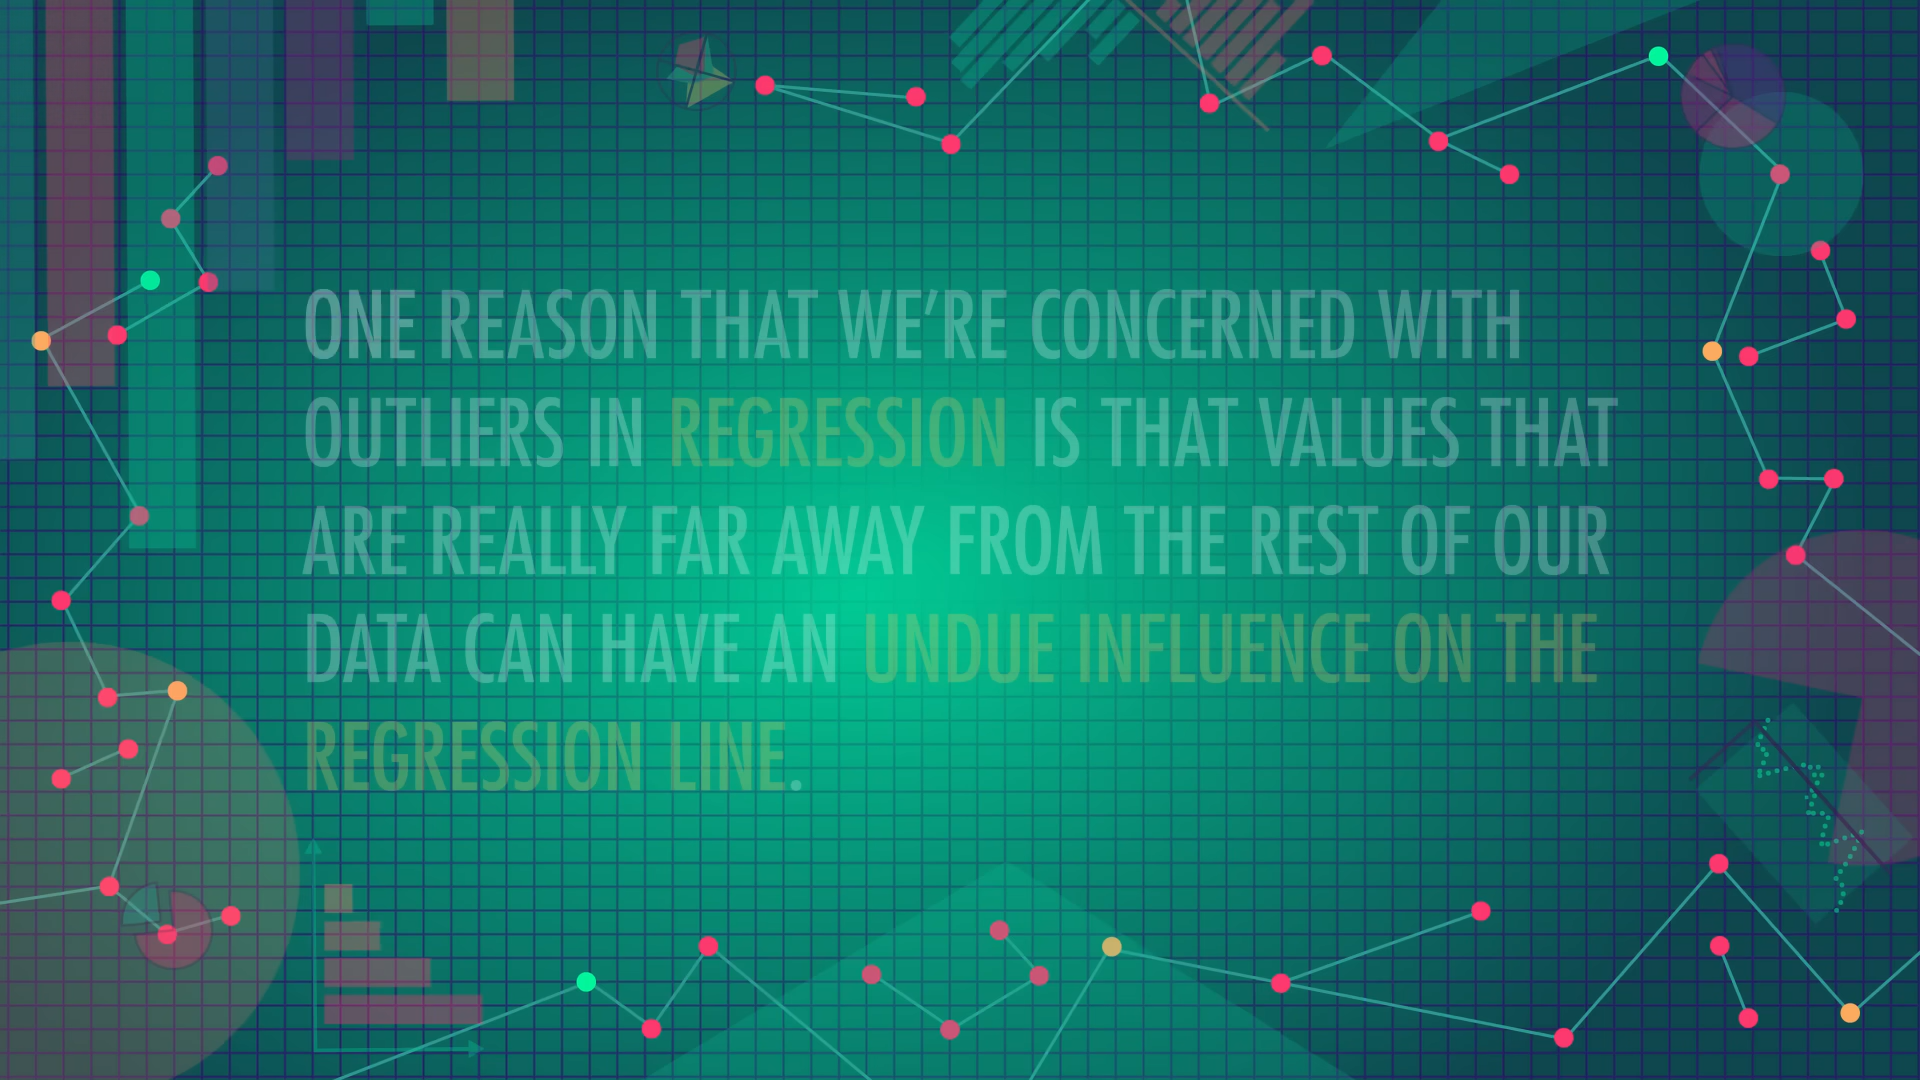 ONE REASON THAT WE’RE CONCERNED WITH
OUTLIERS IN REGRESSION IS THAT VALUES THAT
ARE REALLY FAR AWAY FROM THE REST OF OUR
DATA CAN HAVE AN UNDUE INFLUENCE ON THE
REGRESSION LINE.